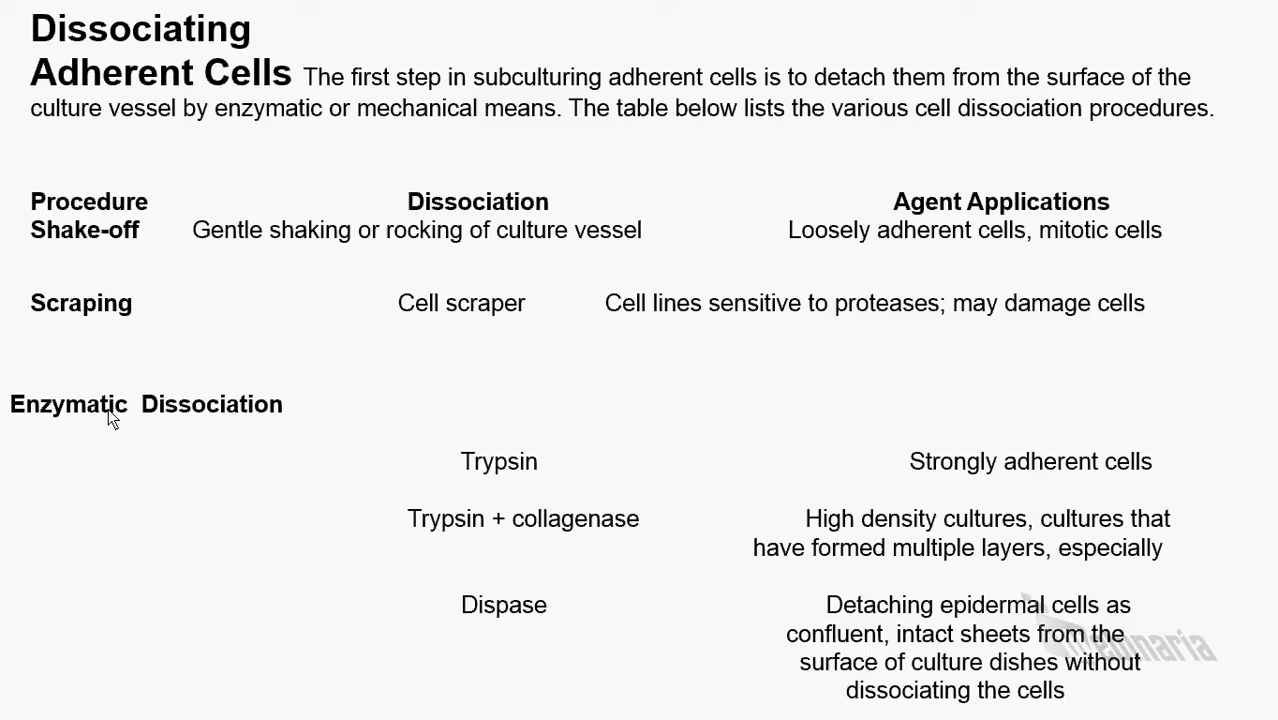 Dissociating
Adherent Cells The first step in subculturing adherent cells is to detach them from the surface of the
culture vessel by enzymatic or mechanical means. The table below lists the various cell dissociation procedures.
Procedure Dissociation Agent Applications
Shake-off Gentle shaking or rocking of culture vessel Loosely adherent cells, mitotic cells
Scraping Cell scraper Cell lines sensitive to proteases; may damage cells
Enzymatic Dissociation
Trypsin Strongly adherent cells
Trypsin + collagenase High density cultures, cultures that
have formed multiple layers, especially
Dispase Detaching epidermal cells as
confluent, intact sheets from the
surface of culture dishes without
dissociating the cells